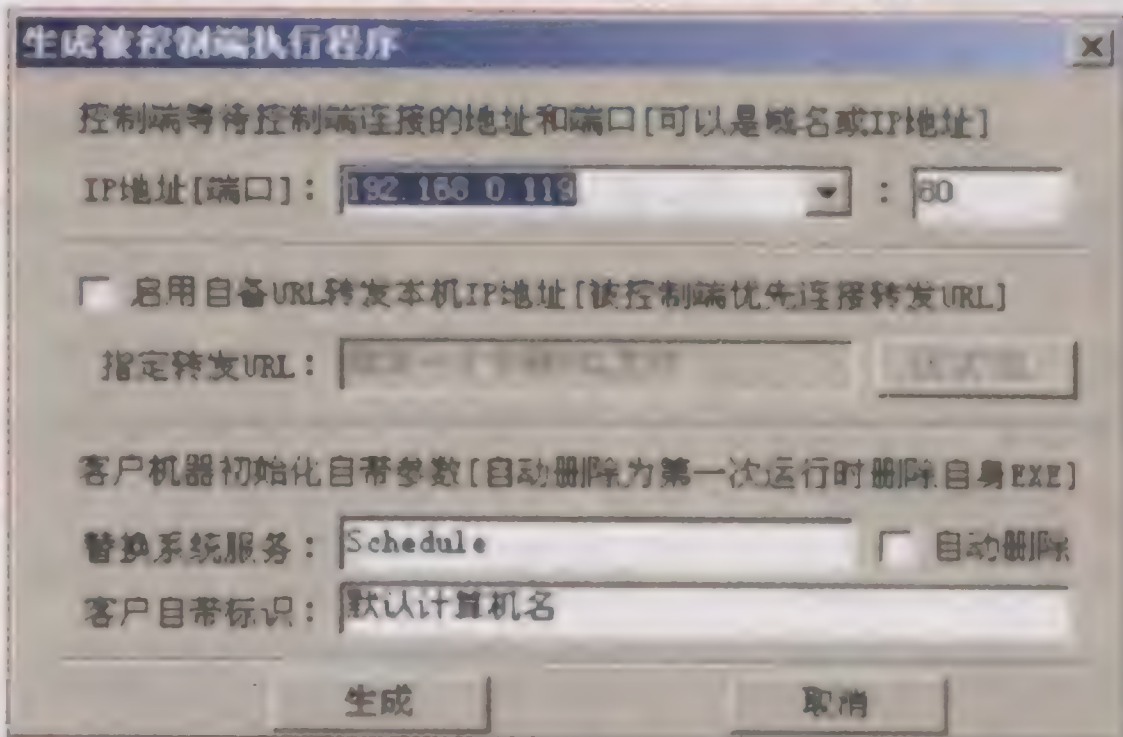 生成被控制端执行程序
控制端等待控制端连接的地址和端口[可以是域名或IP地址]
IP地址[端口]: 192.168.0.119 : 80
启用自备URL转发本机IP地址[被控制端优先连接转发URL]
指定转发URL:
客户机器初始化自带参数[自动删除为第一次运行时删除自身EXE]
替换系统服务: Schedule 自动删除
客户自带标识: 默认计算机名
生成 取消